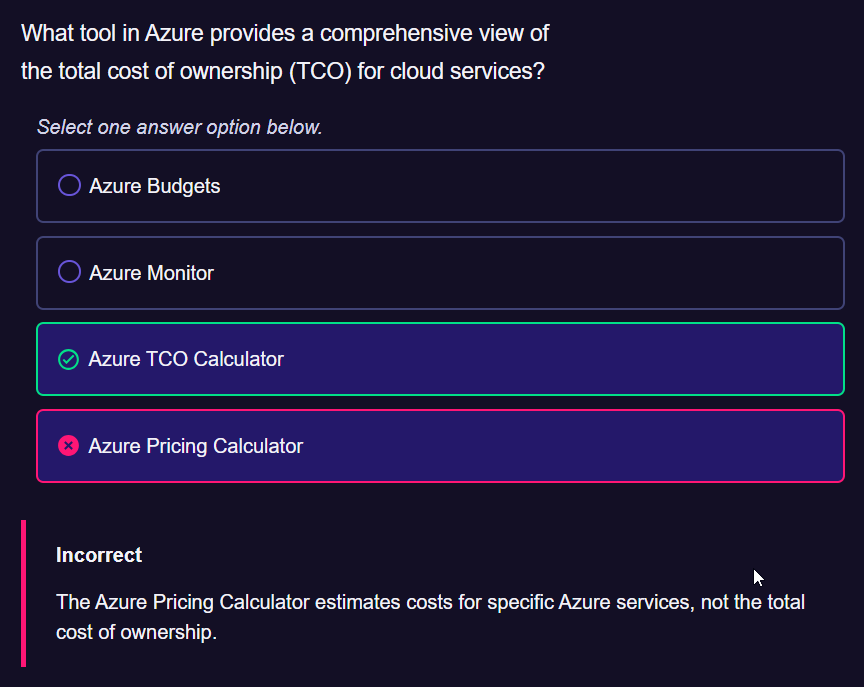 What tool in Azure provides a comprehensive view of
the total cost of ownership (TCO) for cloud services?
Select one answer option below.
Azure Budgets
Azure Monitor
Azure TCO Calculator
Azure Pricing Calculator
Incorrect
The Azure Pricing Calculator estimates costs for specific Azure services, not the total
cost of ownership.